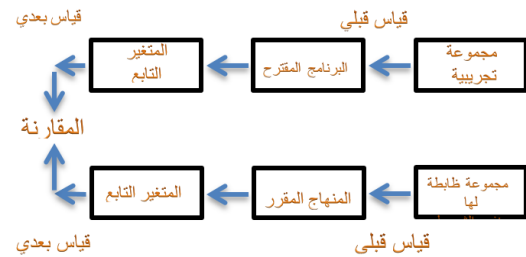 قياس قبلي
قياس بعدي
مجموعة
تجريبية
البرنامج المقترح
المتغير
التابع
المقارنة
مجموعة ظابطة
لها
المنهاج المقرر
المتغير التابع
قياس قبلي
قياس بعدي